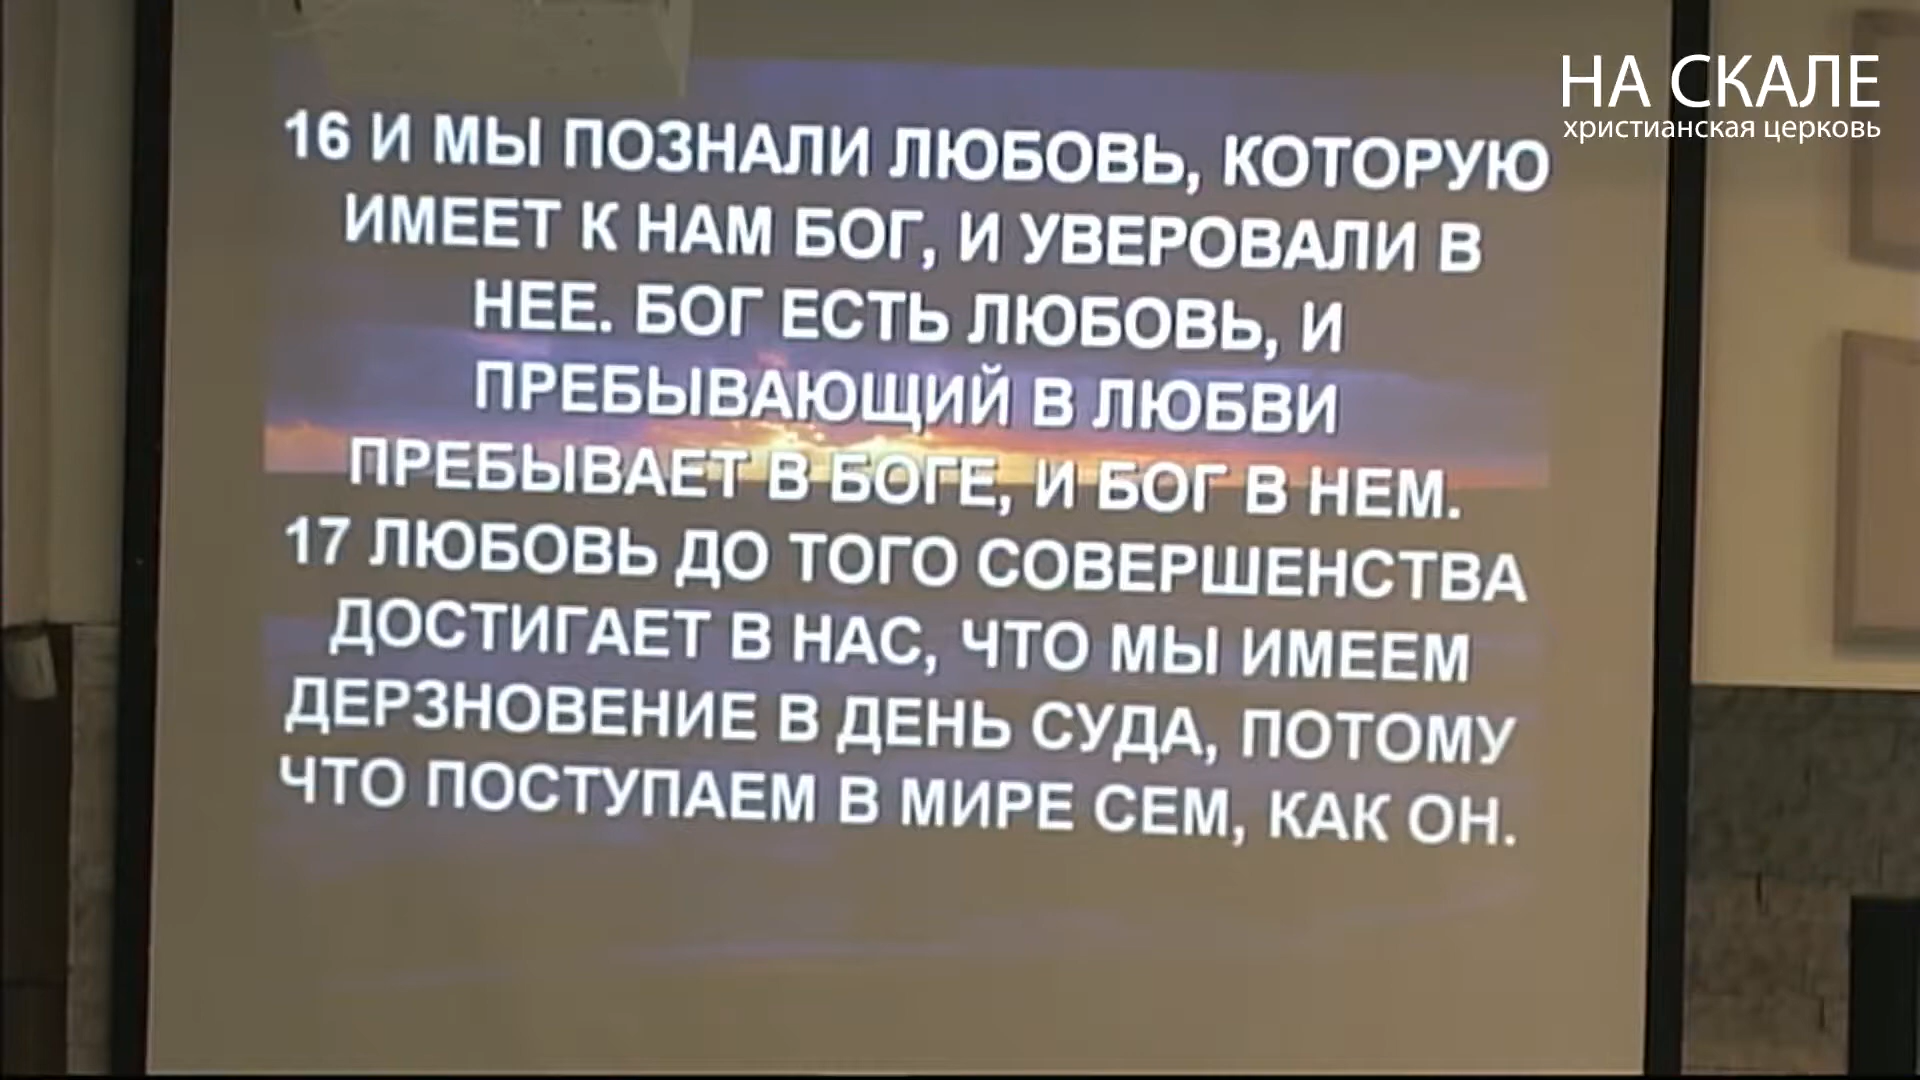 НА СКАЛЕ
христианская церковь
16 И МЫ ПОЗНАЛИ ЛЮБОВЬ, КОТОРУЮ
ИМЕЕТ К НАМ БОГ, И УВЕРОВАЛИ В
НЕЕ. БОГ ЕСТЬ ЛЮБОВЬ, И
ПРЕБЫВАЮЩИЙ В ЛЮБВИ
ПРЕБЫВАЕТ В БОГЕ, И БОГ В НЕМ.
17 ЛЮБОВЬ ДО ТОГО СОВЕРШЕНСТВА
ДОСТИГАЕТ В НАС, ЧТО МЫ ИМЕЕМ
ДЕРЗНОВЕНИЕ В ДЕНЬ СУДА, ПОТОМУ
ЧТО ПОСТУПАЕМ В МИРЕ СЕМ, КАК ОН.